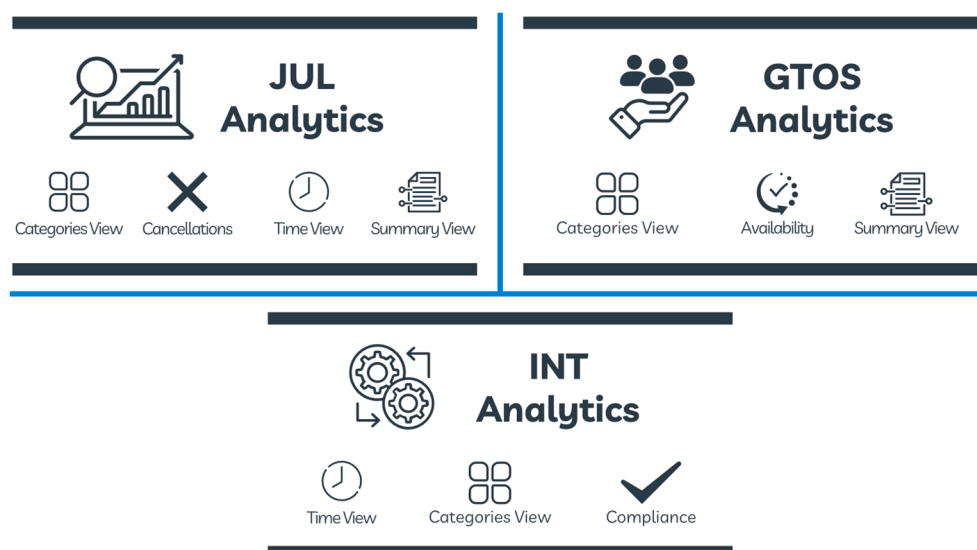 JUL
Analytics
Categories View
Cancellations
Time View
Summary View
GTOS
Analytics
Categories View
Availability
Summary View
INT
Analytics
Time View
Categories View
Compliance